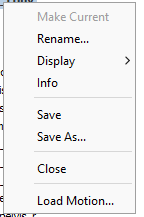 Make Current
Rename...
Display
Info
Save
Save As...
Close
Load Motion...